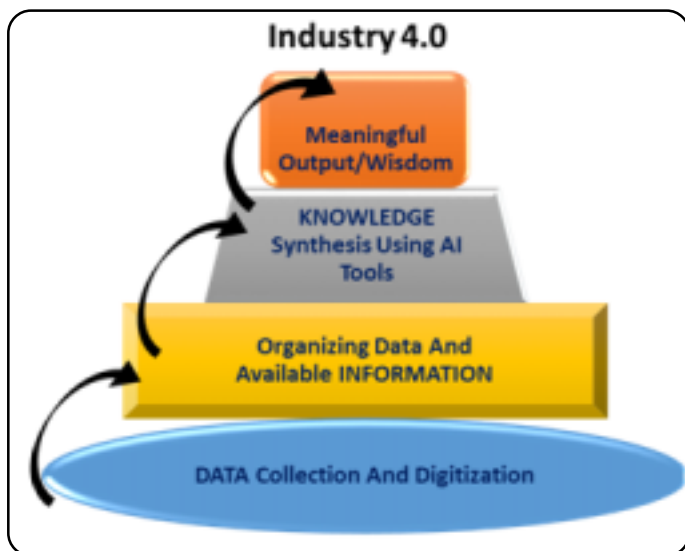 Industry 4.0
Meaningful
Output/Wisdom
KNOWLEDGE
Synthesis Using AI
Tools
Organizing Data And
Available INFORMATION
DATA Collection And Digitization